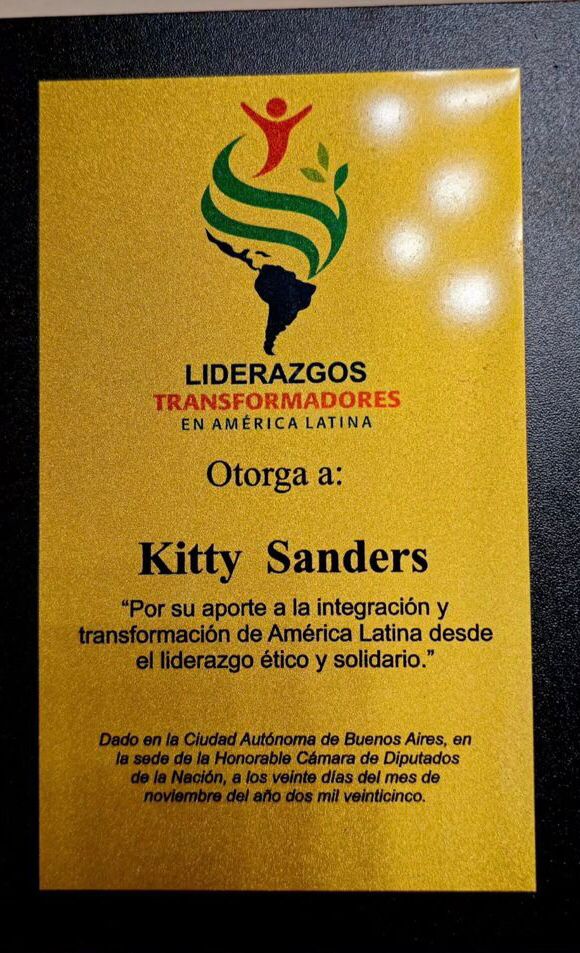 LIDERAZGOS
TRANSFORMADORES
EN AMÉRICA LATINA
Otorga a:
Kitty Sanders
“Por su aporte a la integración y
transformación de América Latina desde
el liderazgo ético y solidario.”
Dado en la Ciudad Autónoma de Buenos Aires, en
la sede de la Honorable Cámara de Diputados
de la Nación, a los veinte días del mes de
noviembre del año dos mil veinticinco.